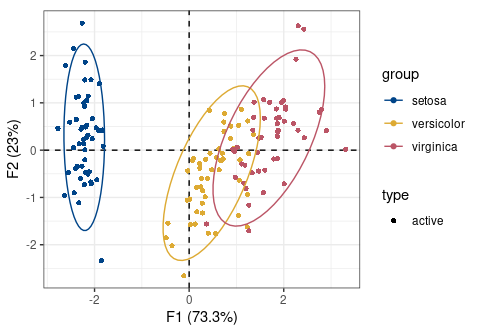 group
setosa
versicolor
virginica
type
active
2
1
0
-1
-2
-2
0
2
F2 (23%)
F1 (73.3%)